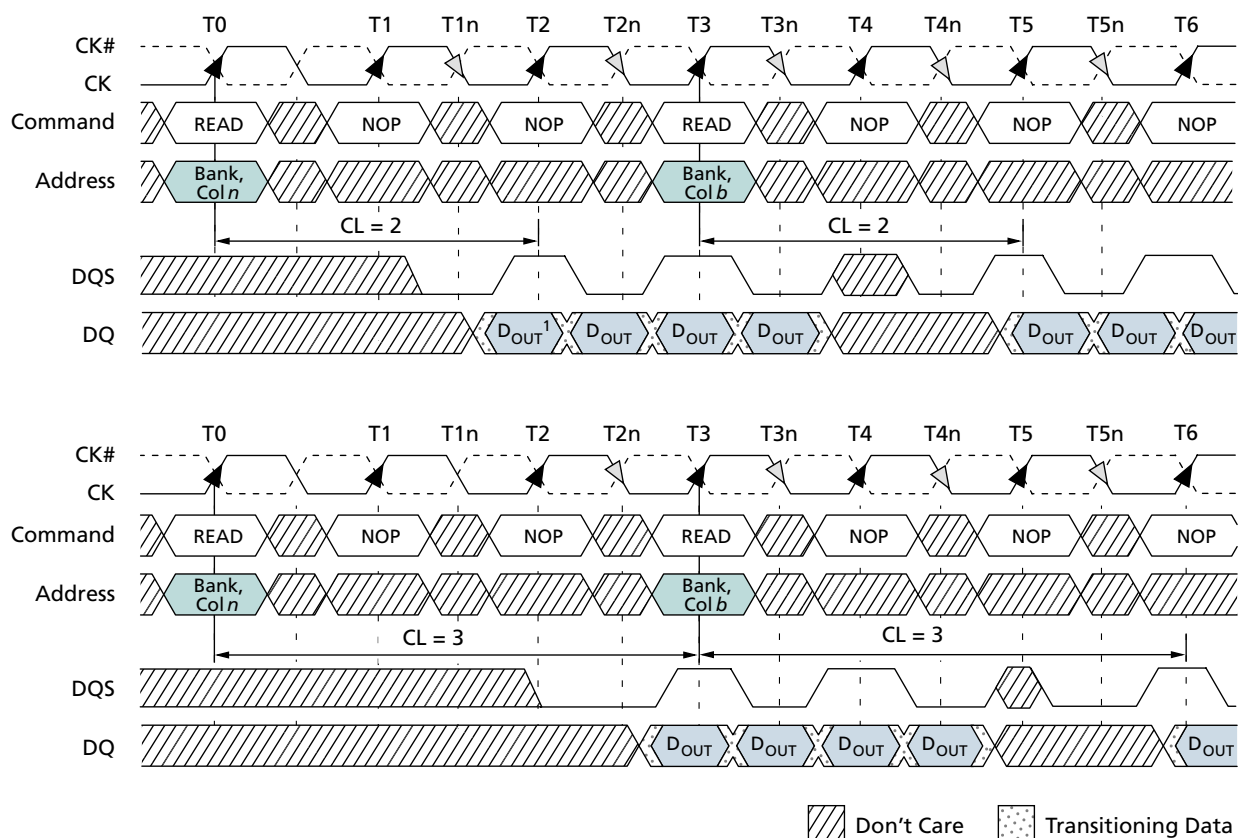 T0 T1 T1n T2 T2n T3 T3n T4 T4n T5 T5n T6
CK#
CK
Command READ NOP NOP READ NOP NOP NOP
Address Bank, Col n Bank, Col b
CL = 2 CL = 2
DQS
DQ DOUT1 DOUT DOUT DOUT DOUT DOUT DOUT
T0 T1 T1n T2 T2n T3 T3n T4 T4n T5 T5n T6
CK#
CK
Command READ NOP NOP READ NOP NOP NOP
Address Bank, Col n Bank, Col b
CL = 3 CL = 3
DQS
DQ DOUT DOUT DOUT DOUT DOUT
Don't Care Transitioning Data